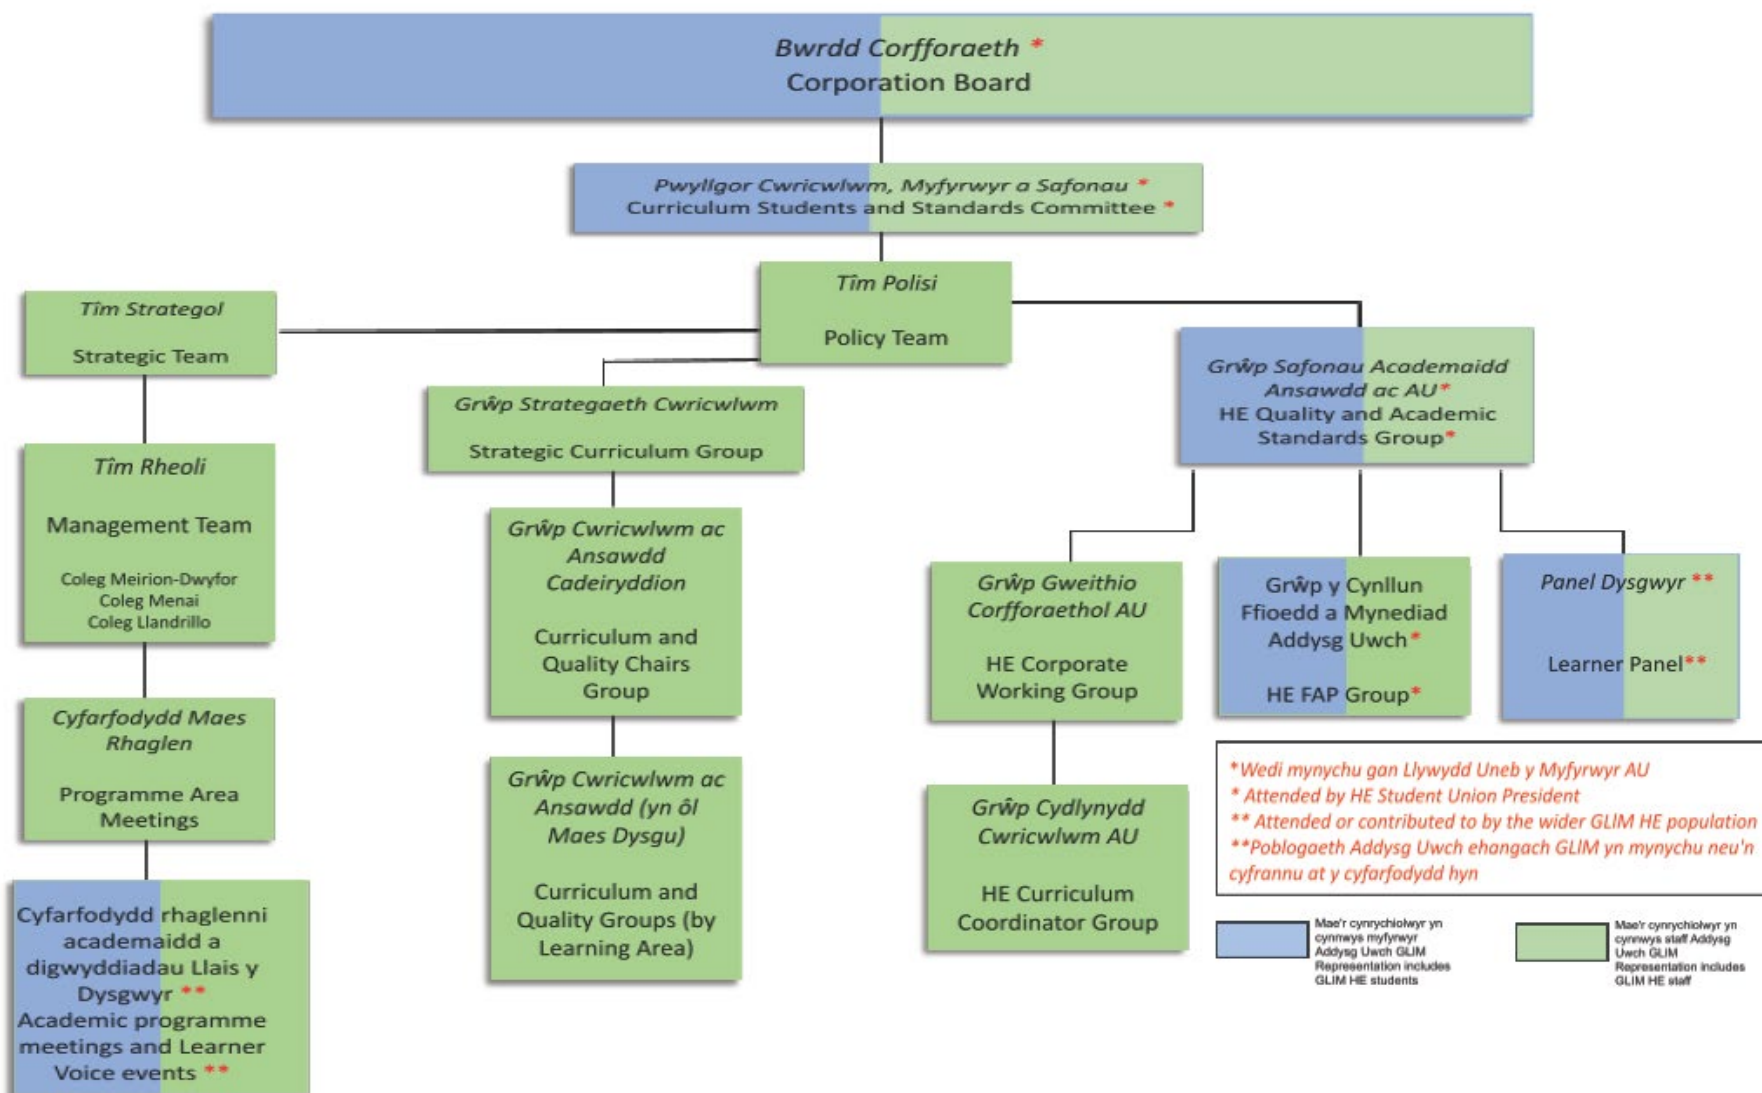 Bwrdd Corfforaeth *
Corporation Board
Pwyllgor Cwricwlwm, Myfyrwyr a Safonau *
Curriculum Students and Standards Committee *
Tîm Polisi
Policy Team
Tîm Strategol
Strategic Team
Tîm Rheoli
Management Team
Coleg Meirion-Dwyfor
Coleg Menai
Coleg Llandrillo
Cyfarfodydd Maes
Rhaglen
Programme Area
Meetings
Cyfarfodydd rhaglenni
academaidd a
digwyddiadau Llais y
Dysgwyr **
Academic programme
meetings and Learner
Voice events **
Grŵp Strategaeth Cwricwlwm
Strategic Curriculum Group
Grŵp Cwricwlwm ac
Ansawdd
Cadeiryddion
Curriculum and
Quality Chairs
Group
Grŵp Cwricwlwm ac
Ansawdd (yn ôl
Maes Dysgu)
Curriculum and
Quality Groups (by
Learning Area)
Grŵp Safonau Academaidd
Ansawdd ac AU*
HE Quality and Academic
Standards Group*
Grŵp Gweithio
Corfforaethol AU
HE Corporate
Working Group
Grŵp Cydlynydd
Cwricwlwm AU
HE Curriculum
Coordinator Group
Grŵp y Cynllun
Ffioedd a Mynediad
Addysg Uwch*
HE FAP Group*
Panel Dysgwyr **
Learner Panel**
*Wedi mynychu gan Llywydd Uneb y Myfyrwyr AU
* Attended by HE Student Union President
** Attended or contributed to by the wider GLlM HE population
**Poblogaeth Addysg Uwch ehangach GLlM yn mynychu neu'n
cyfrannu at y cyfarfodydd hyn
Mae'r cynrychiolwyr yn
cynnwys myfyrwyr
Addysg Uwch GLlM
Representation includes
GLlM HE students
Mae'r cynrychiolwyr yn
cynnwys staff Addysg
Uwch GLlM
Representation includes
GLlM HE staff